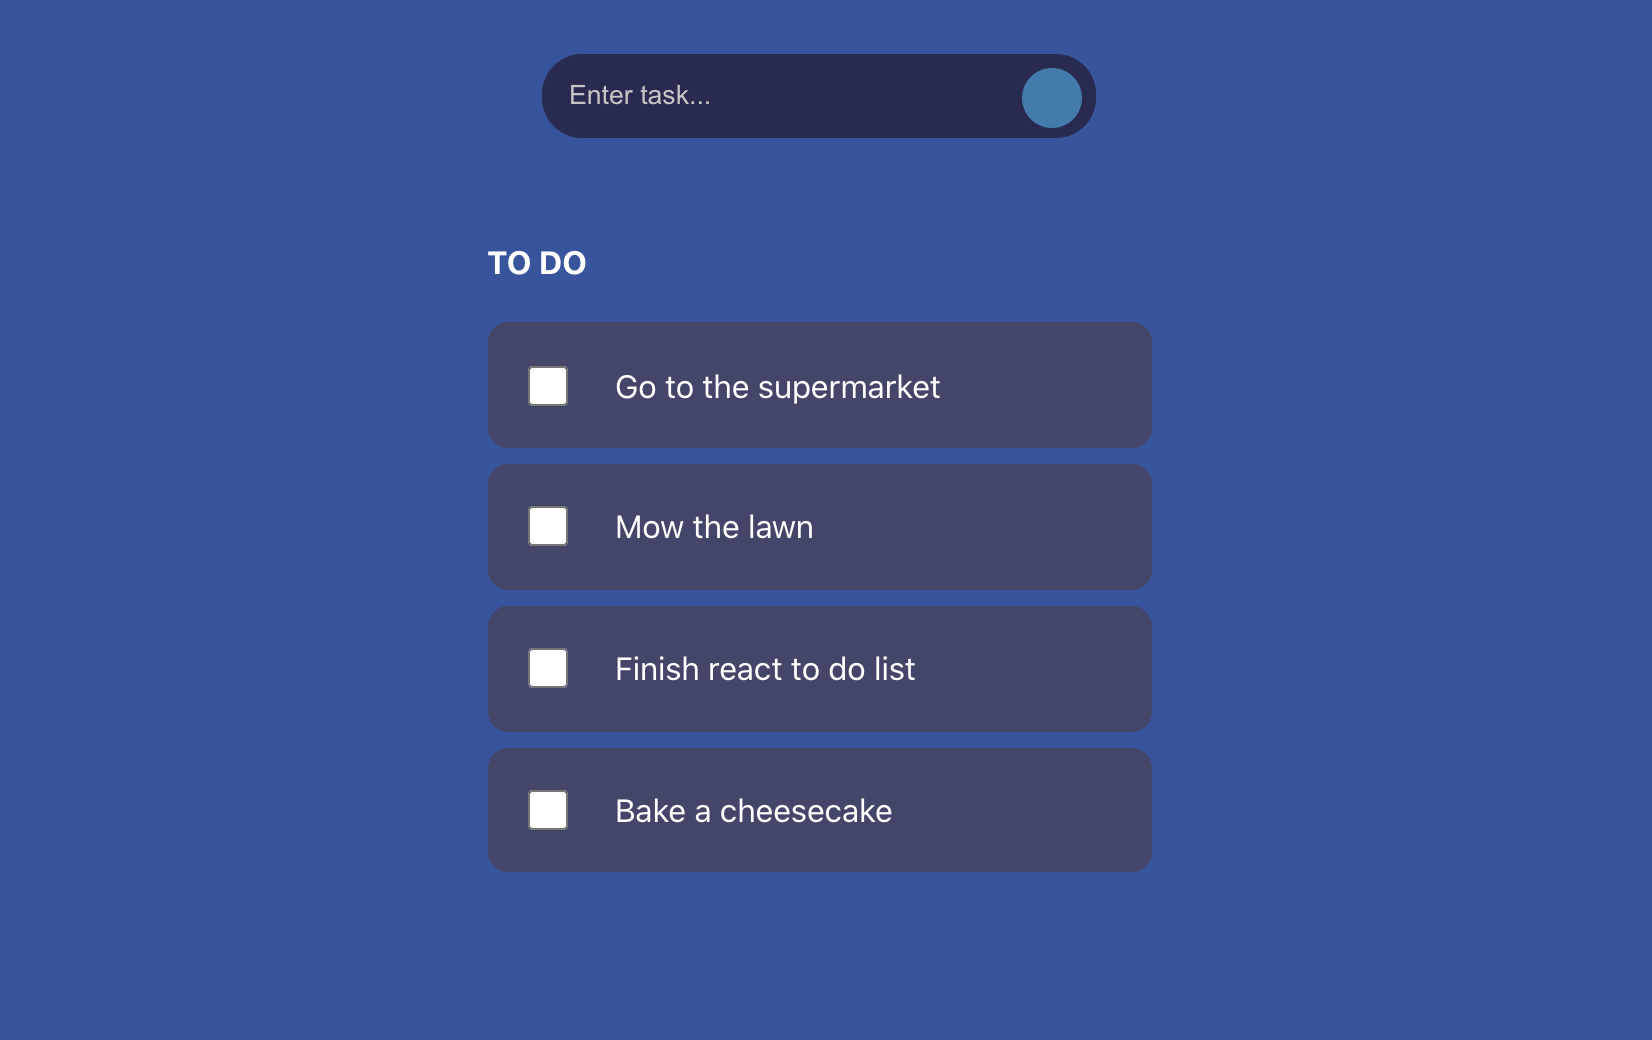 Enter task...
TO DO
Go to the supermarket
Mow the lawn
Finish react to do list
Bake a cheesecake